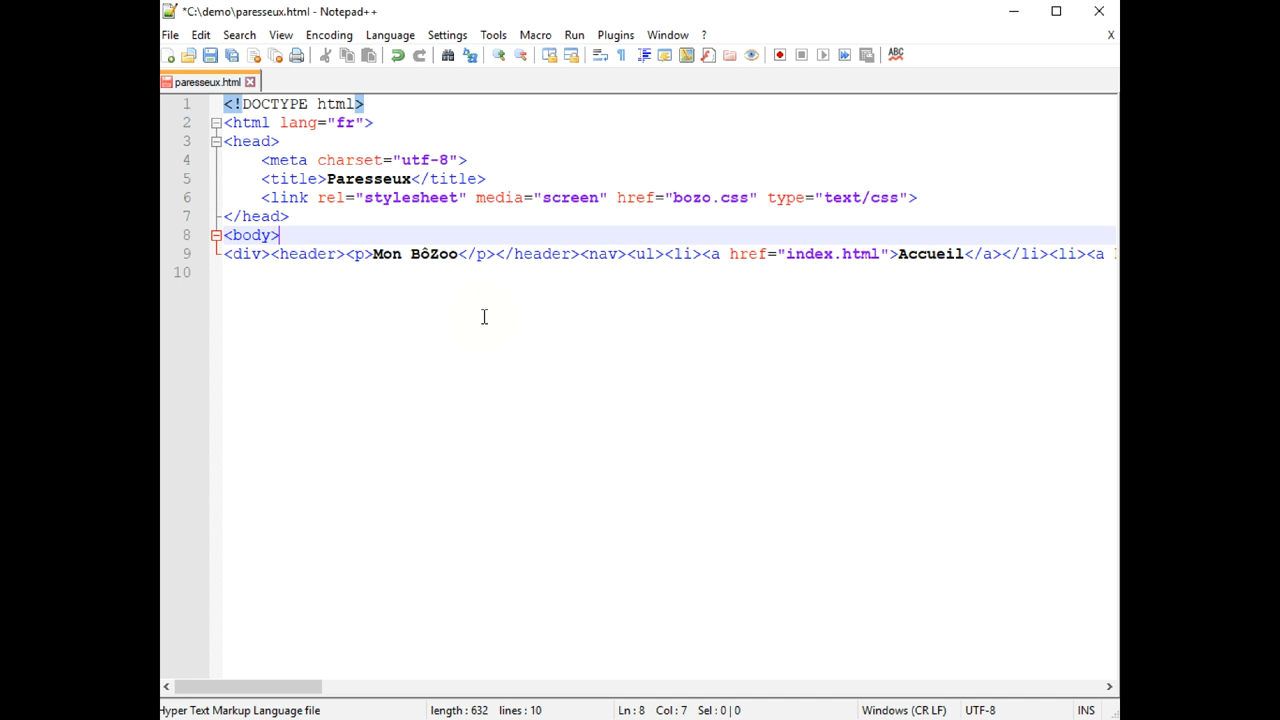 *C:\demo\paresseux.html - Notepad++
File Edit Search View Encoding Language Settings Tools Macro Run Plugins Window ? X
ABC
paresseux.html
1 <!DOCTYPE html>
2 <html lang="fr">
3 <head>
4 <meta charset="utf-8">
5 <title>Paresseux</title>
6 <link rel="stylesheet" media="screen" href="bozo.css" type="text/css">
7 </head>
8 <body>
9 <div><header><p>Mon BôZoo</p></header><nav><ul><li><a href="index.html">Accueil</a></li><li><a
10
Hyper Text Markup Language file length : 632 lines : 10 Ln : 8 Col : 7 Sel : 0 | 0 Windows (CR LF) UTF-8 INS